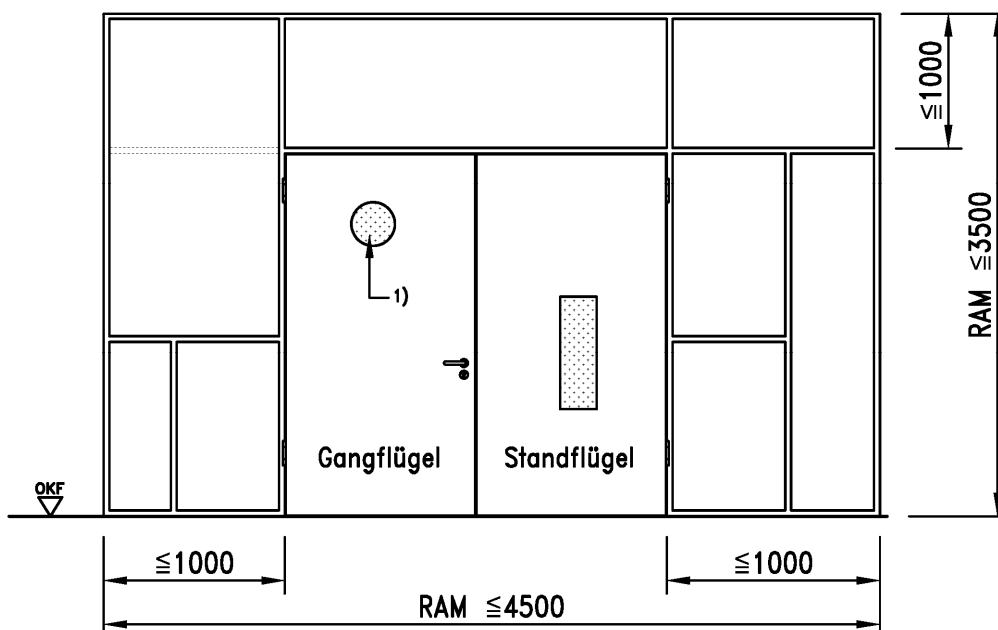 ≦1000
RAM ≦3500
1)
Gangflügel
Standflügel
OKF
≦1000
≦1000
RAM ≦4500